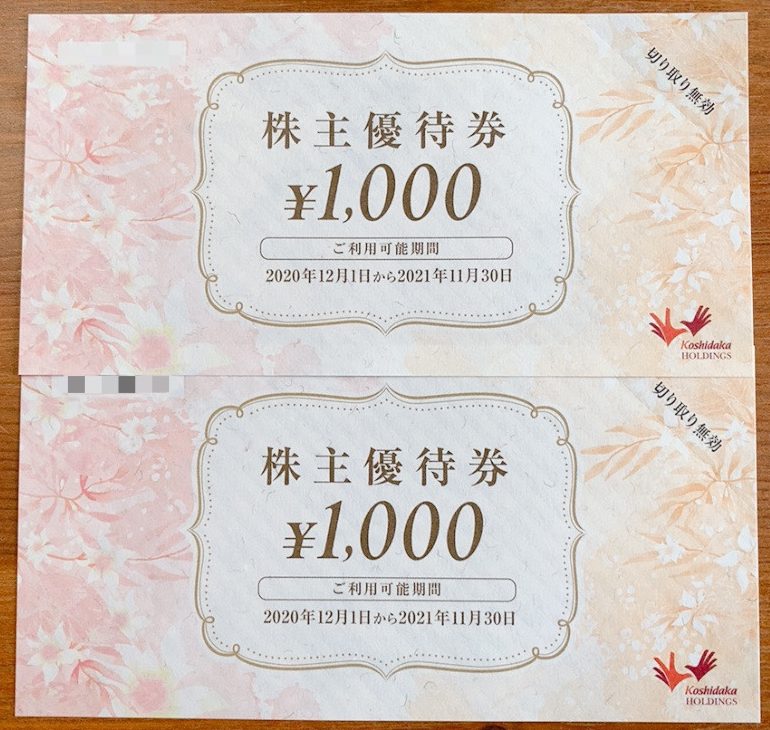 切り取り無効
株主優待券
¥1,000
ご利用可能期間
2020年12月1日から2021年11月30日
Koshidaka
HOLDINGS
切り取り無効
株主優待券
¥1,000
ご利用可能期間
2020年12月1日から2021年11月30日
Koshidaka
HOLDINGS